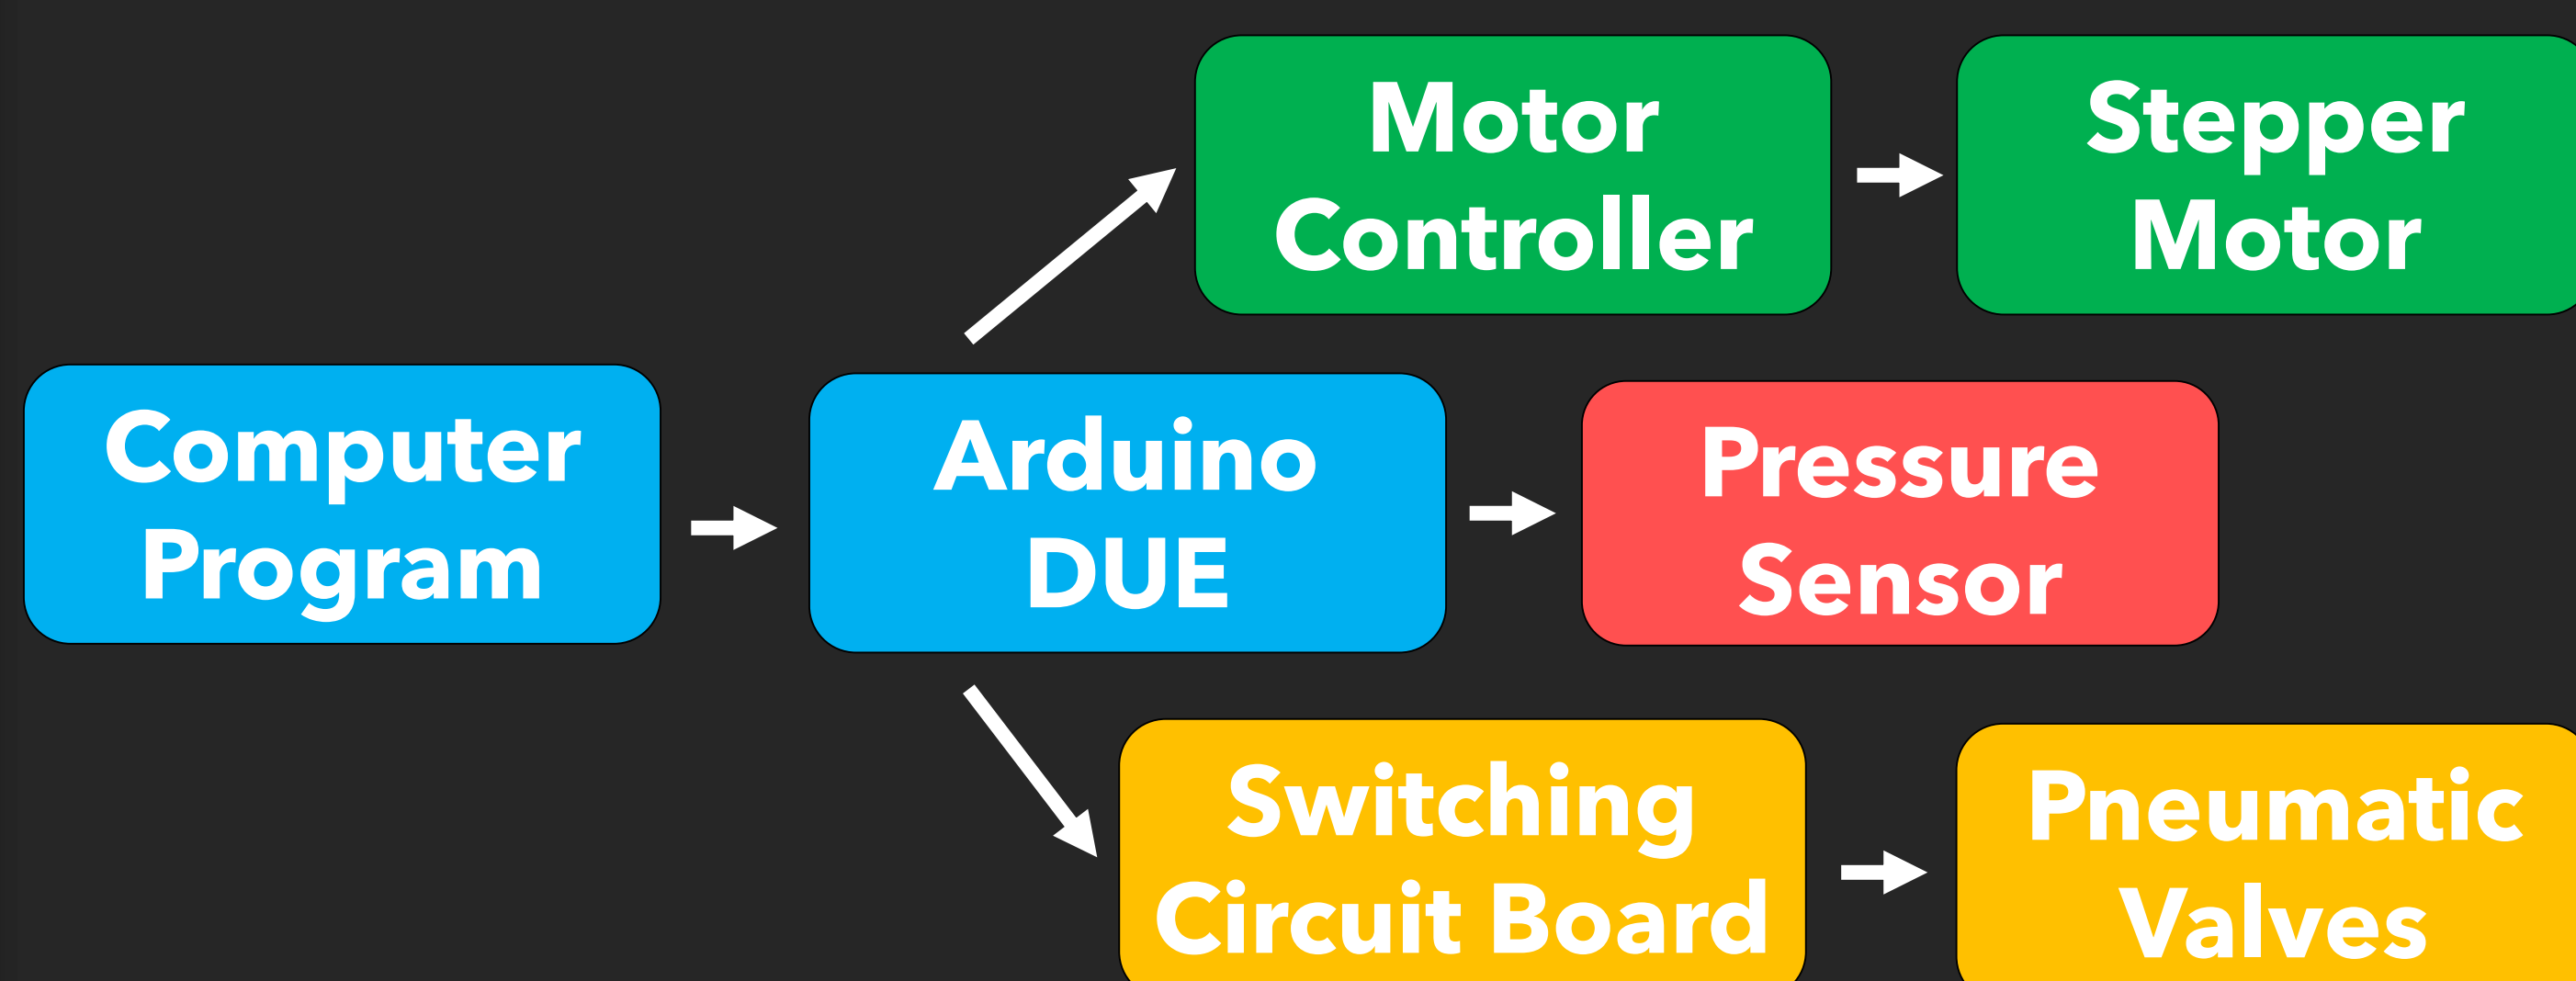 Motor
Controller
Stepper
Motor
Computer
Program
Arduino
DUE
Pressure
Sensor
Switching
Circuit Board
Pneumatic
Valves